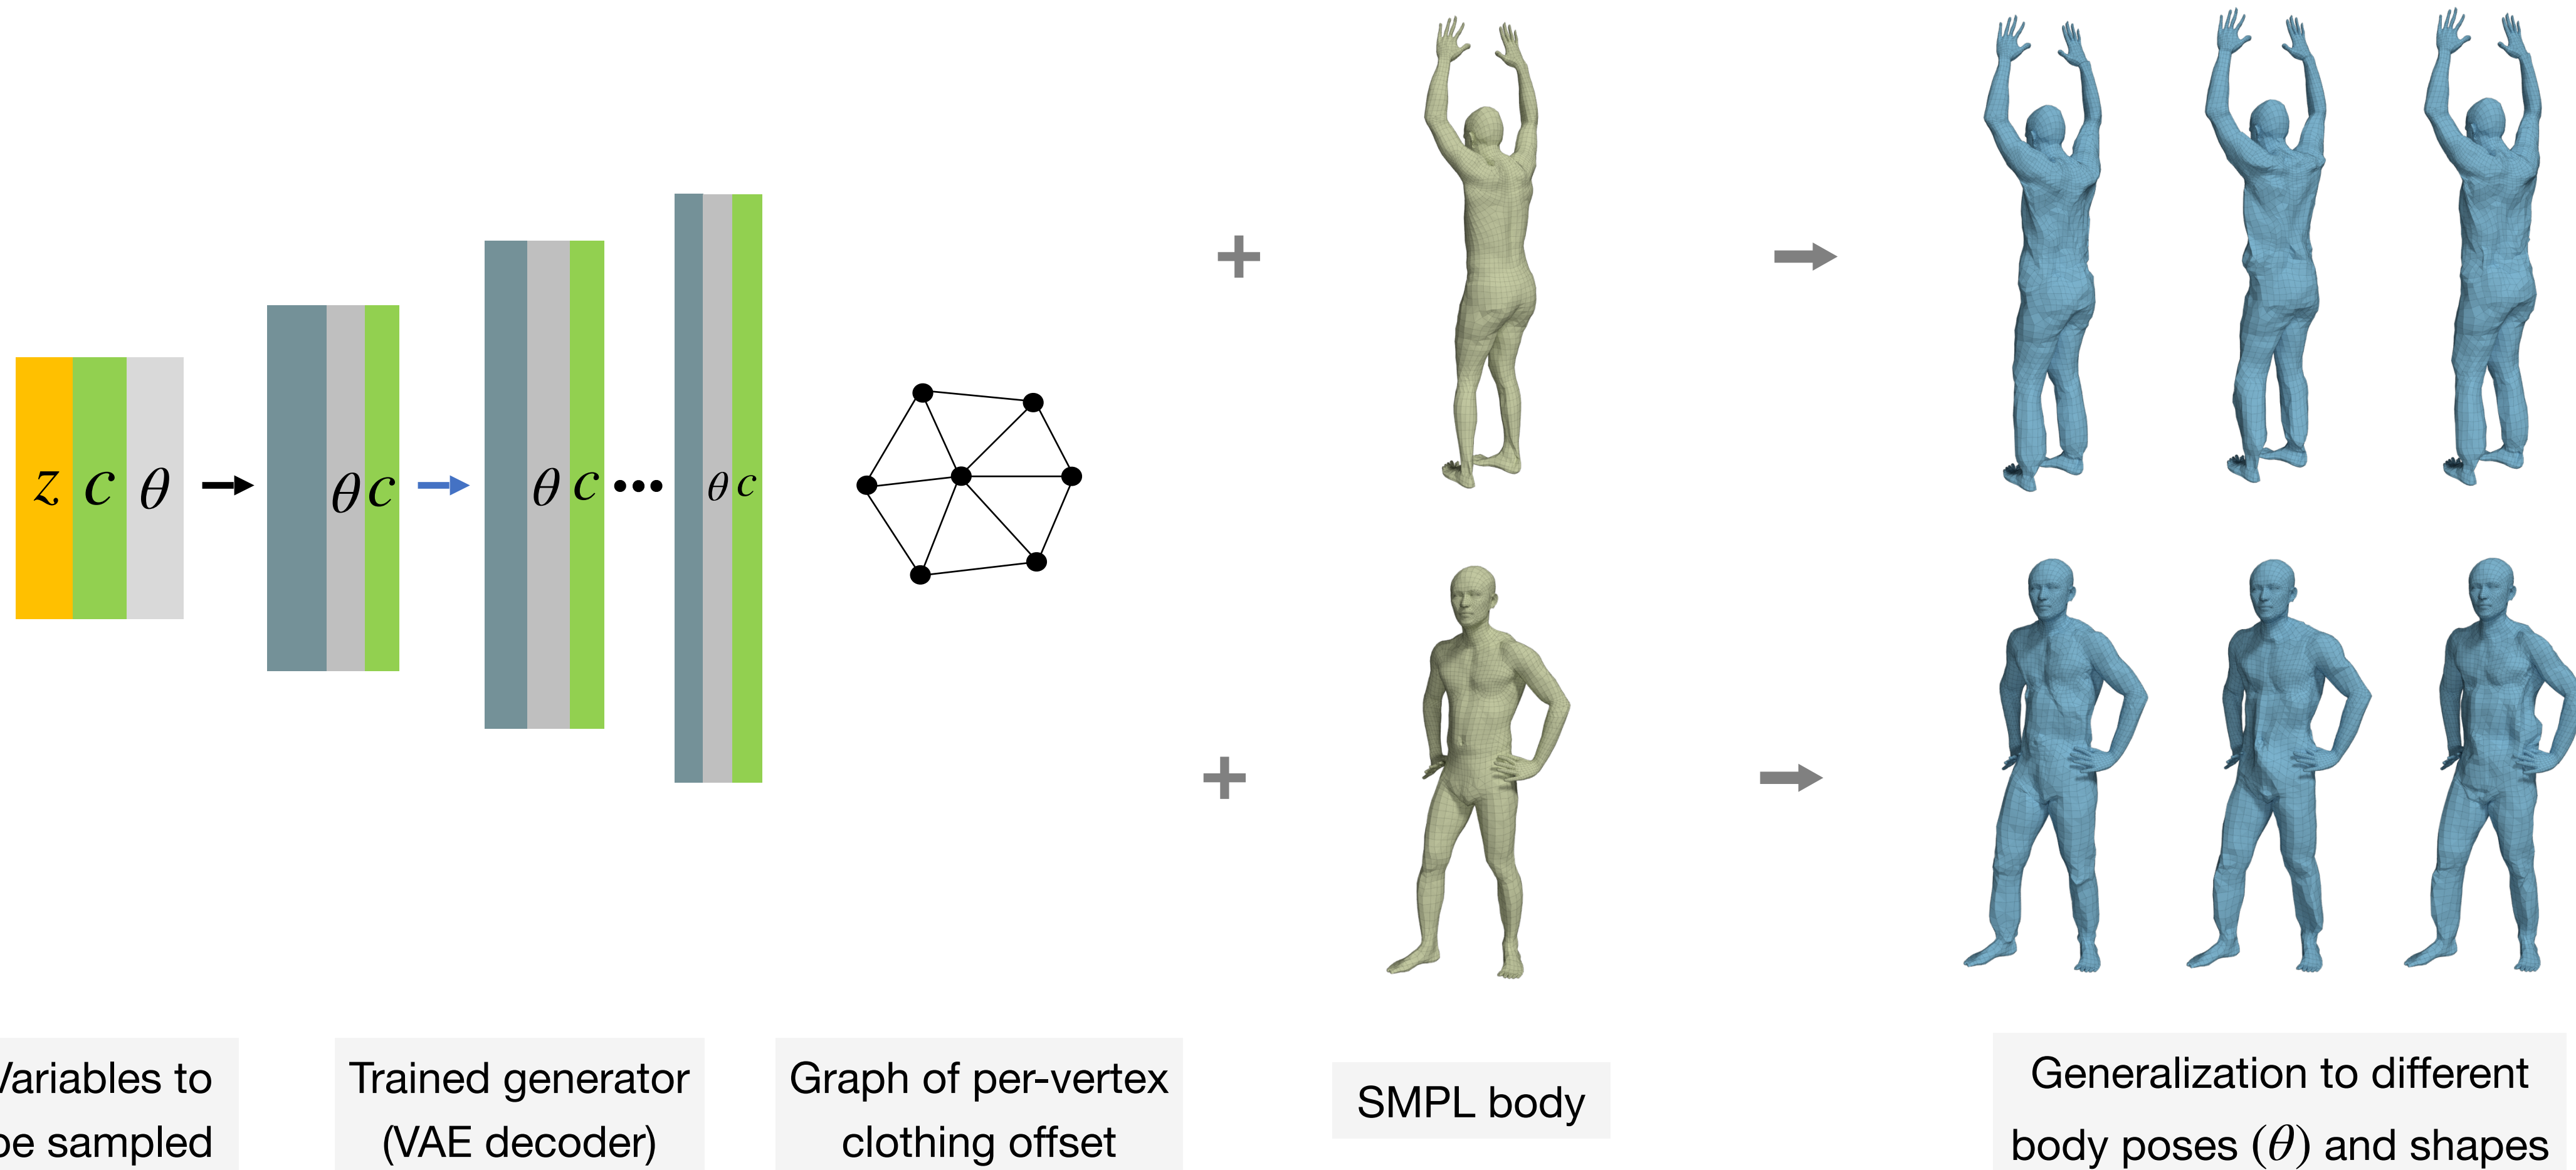 z c θ
θ c
θ c
θ c
Variables to
be sampled
Trained generator
(VAE decoder)
Graph of per-vertex
clothing offset
SMPL body
Generalization to different
body poses (θ) and shapes